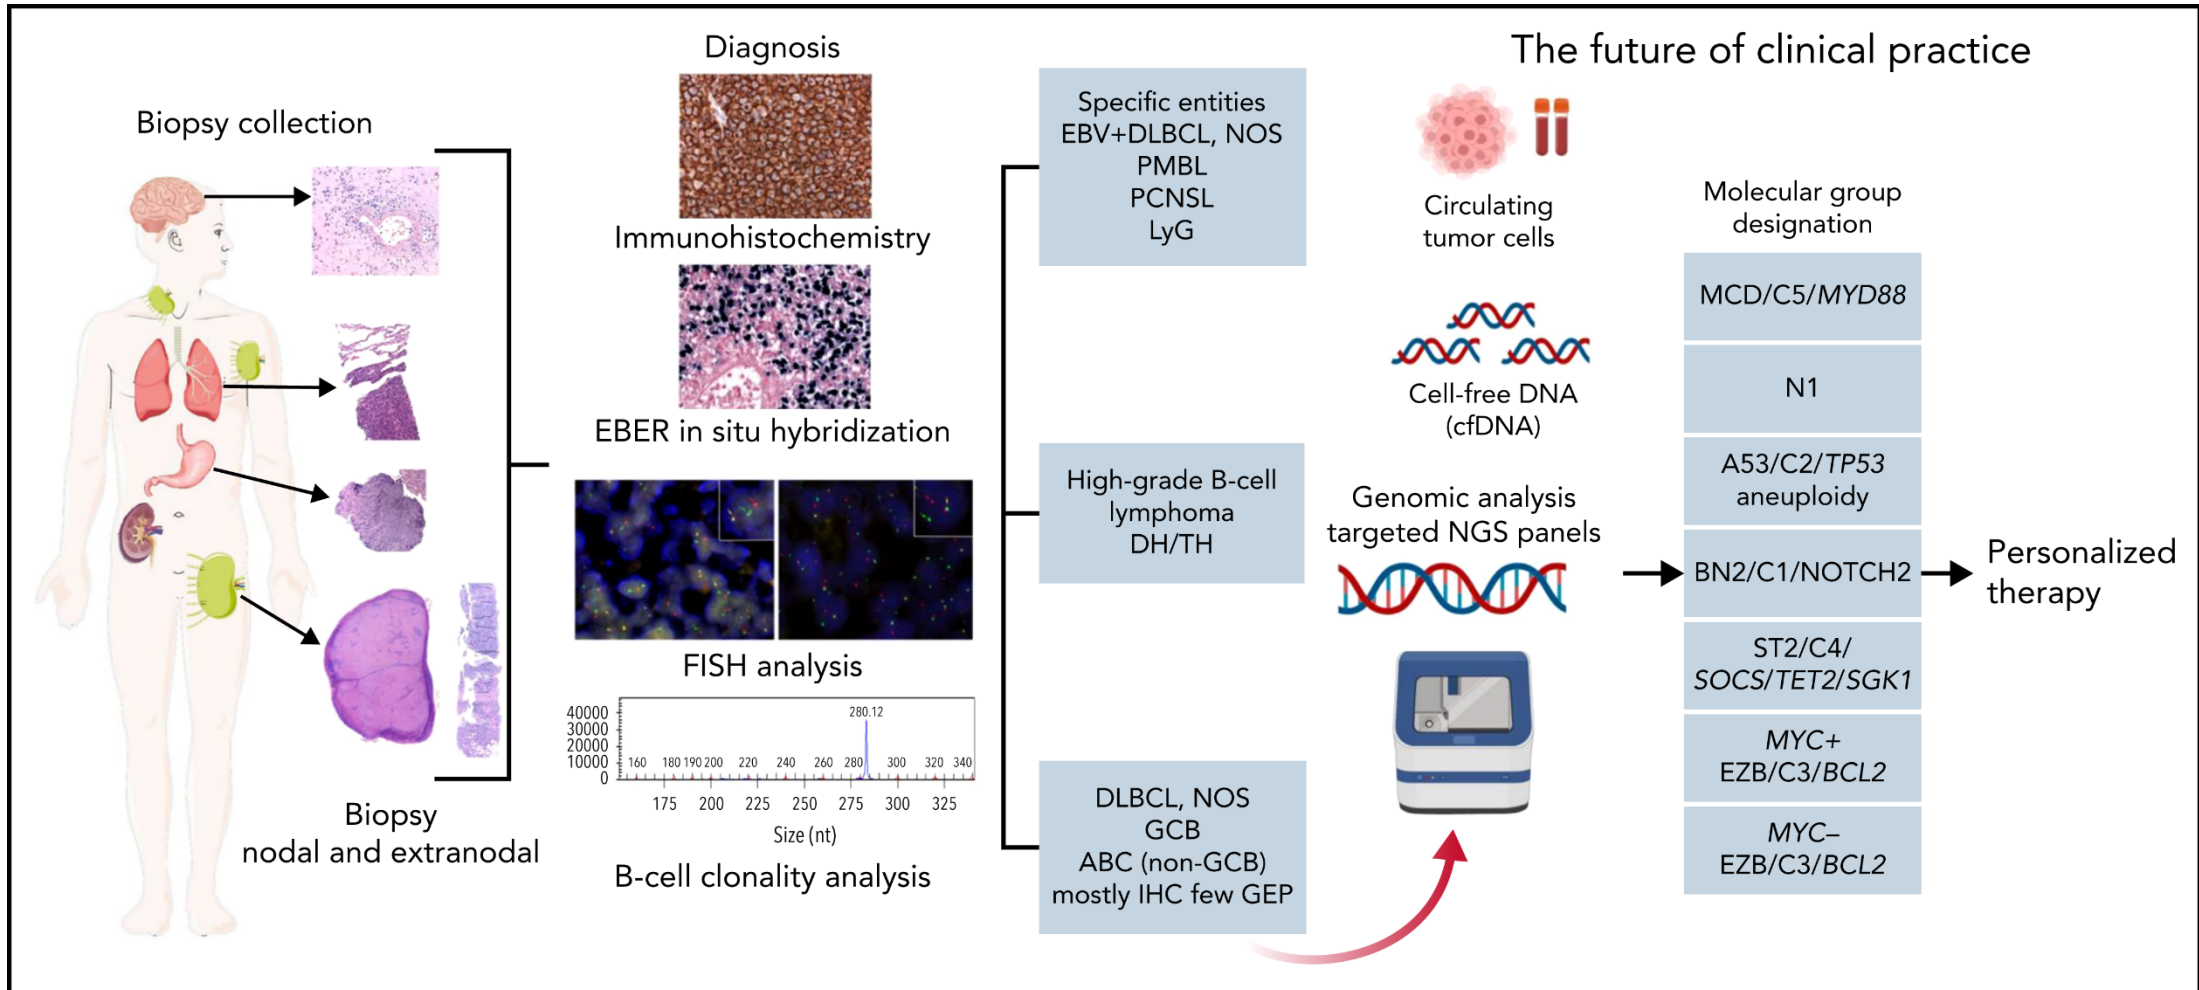 Biopsy collection
Biopsy
nodal and extranodal
Diagnosis
Immunohistochemistry
EBER in situ hybridization
FISH analysis
40000
30000
20000
10000
0
280.12
160 180 190 200 220 240 260 280 300 320 340
175 200 225 250 275 300 325
Size (nt)
B-cell clonality analysis
Specific entities
EBV+DLBCL, NOS
PMBL
PCNSL
LyG
High-grade B-cell
lymphoma
DH/TH
DLBCL, NOS
GCB
ABC (non-GCB)
mostly IHC few GEP
The future of clinical practice
Circulating
tumor cells
Cell-free DNA
(cfDNA)
Genomic analysis
targeted NGS panels
Molecular group
designation
MCD/C5/MYD88
N1
A53/C2/TP53
aneuploidy
BN2/C1/NOTCH2
ST2/C4/
SOCS/TET2/SGK1
MYC+
EZB/C3/BCL2
MYC–
EZB/C3/BCL2
Personalized
therapy